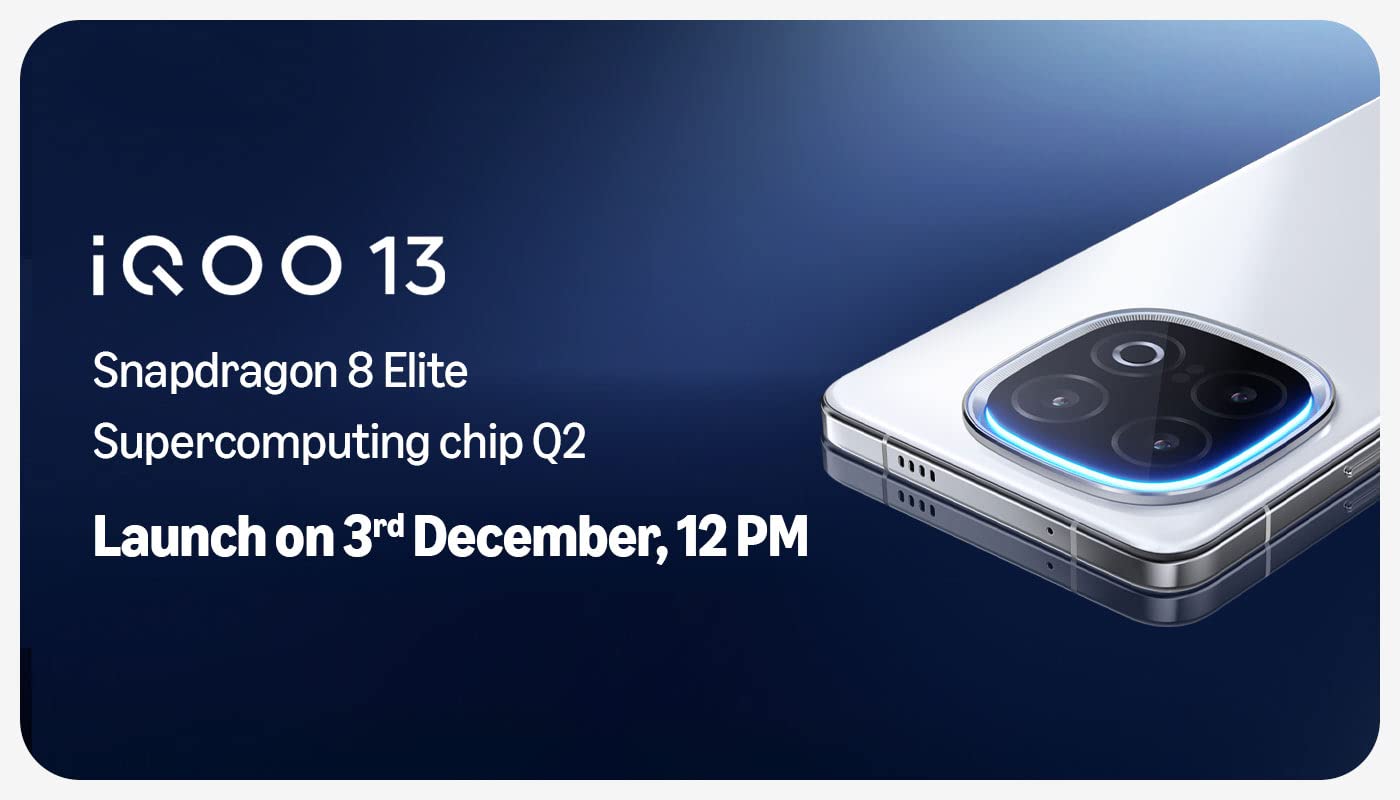 iQOO 13
Snapdragon 8 Elite
Supercomputing chip Q2
Launch on 3rd December, 12 PM